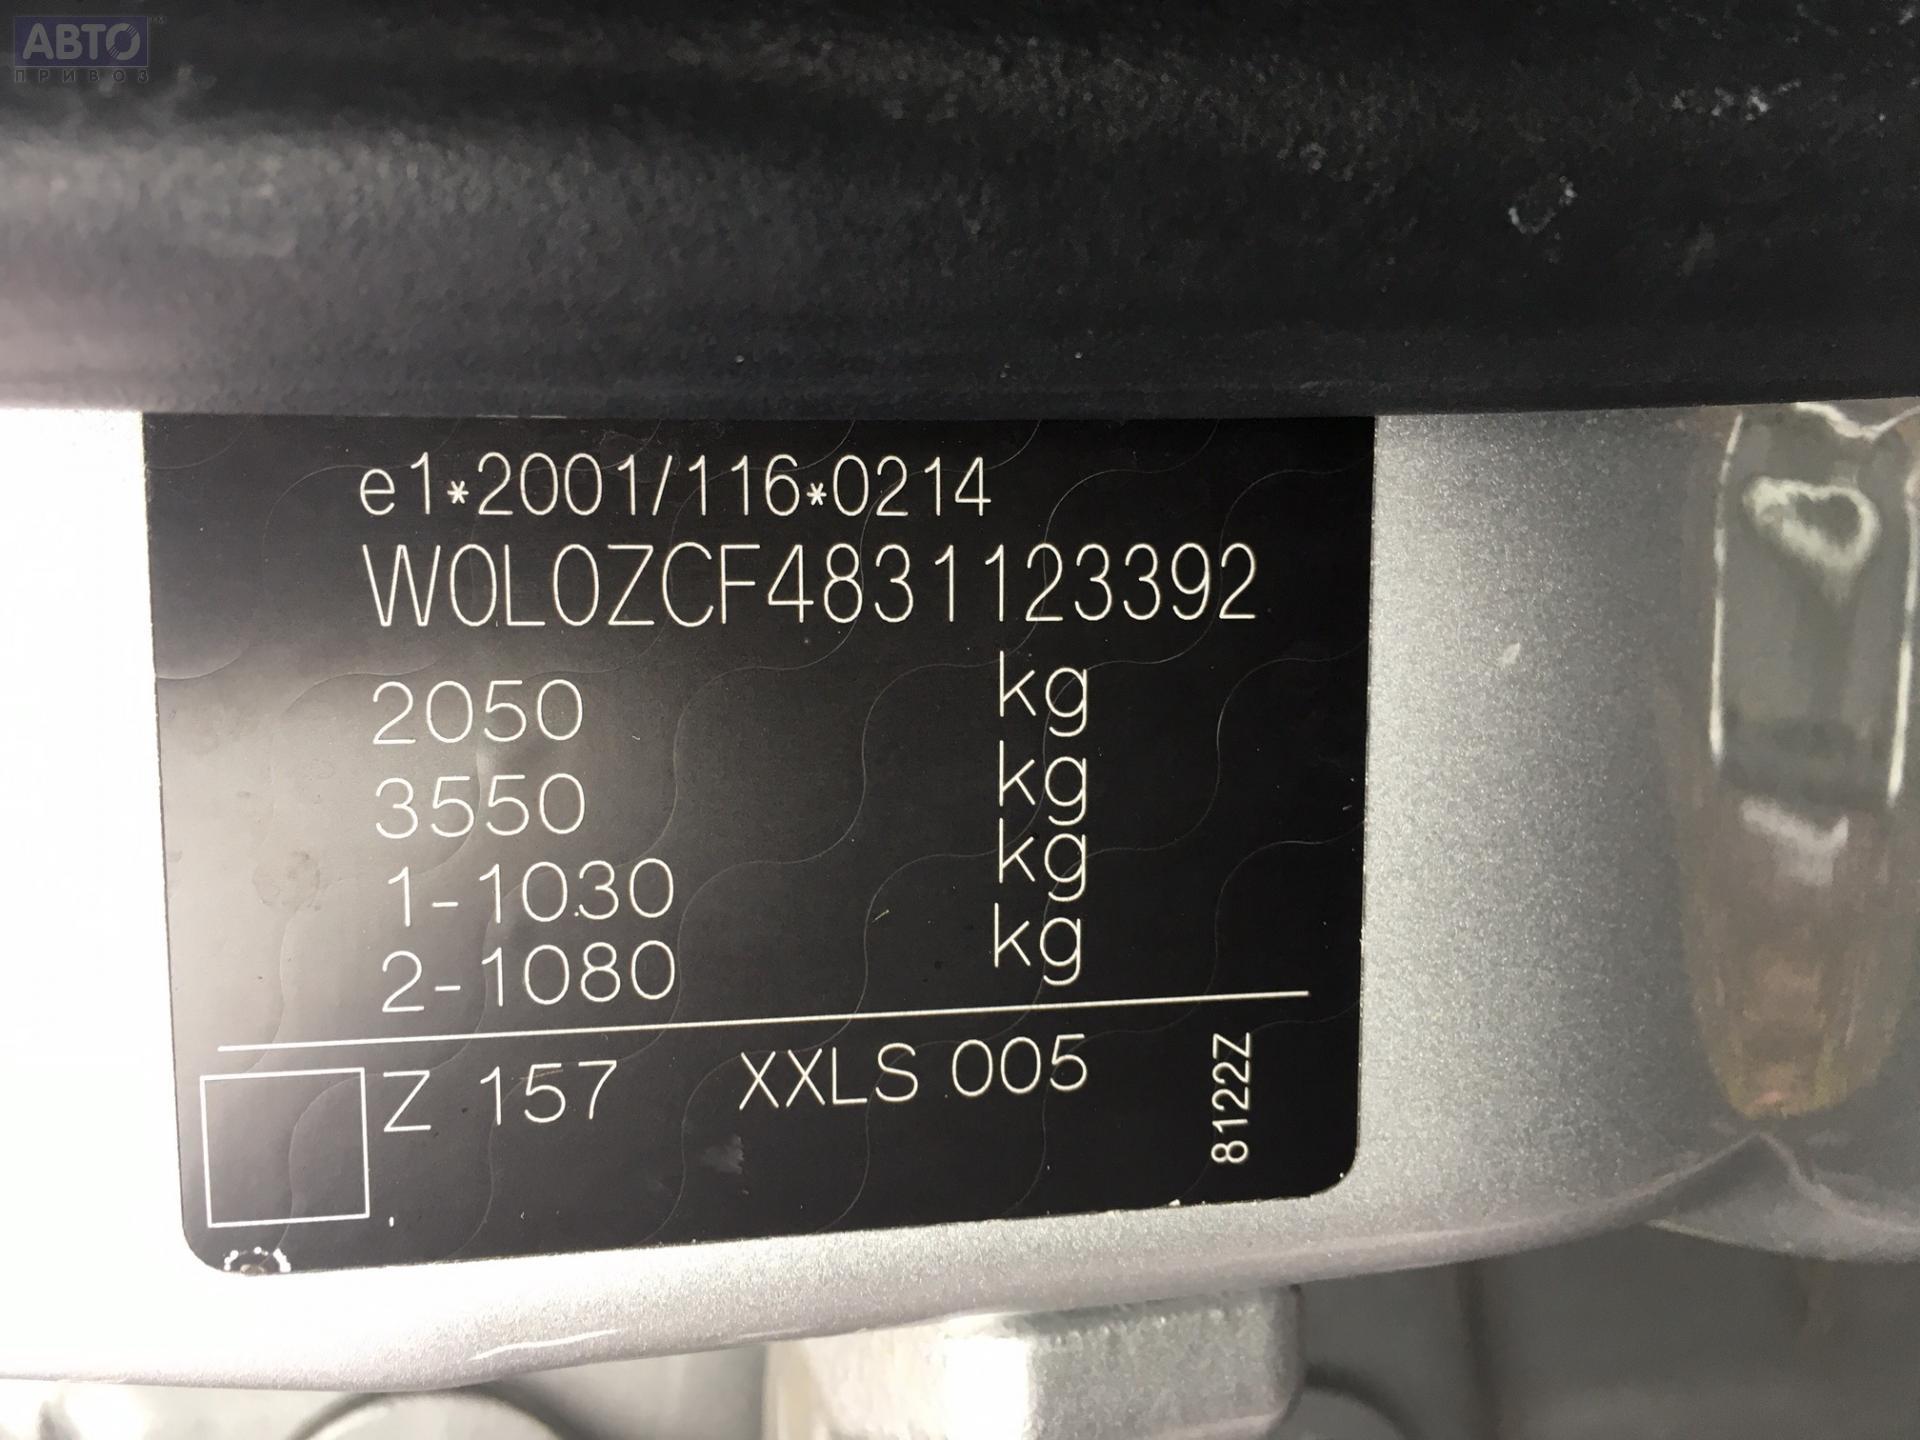 АВТО™
ПРИВОЗ
e1*2001/116*0214
W0L0ZCF4831123392
2050 kg
3550 kg
1-1030 kg
2-1080 kg
Z 157 XXLS 005
8122Z